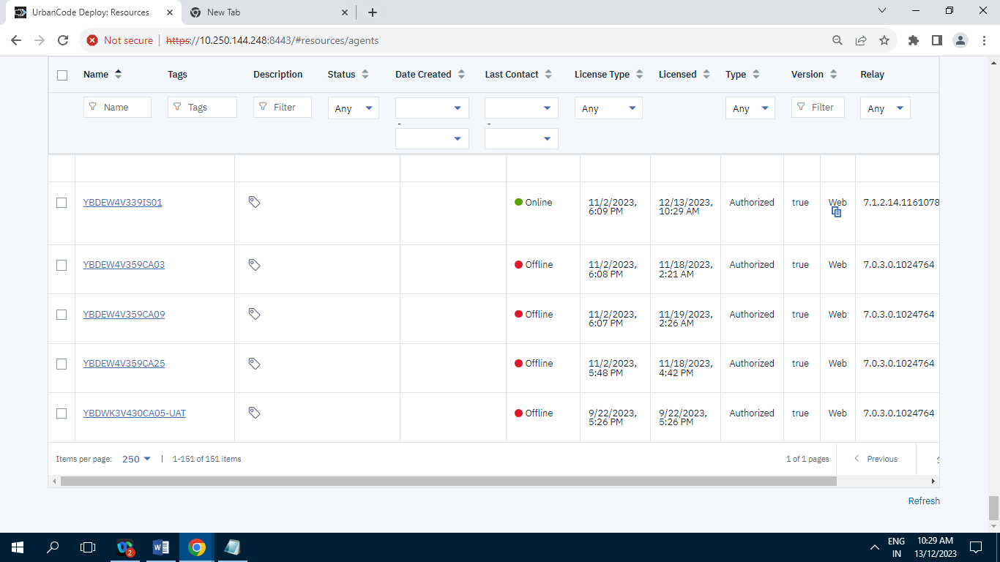 UrbanCode Deploy: Resources
New Tab
Not secure https://10.250.144.248:8443/#resources/agents
Name Tags Description Status Date Created Last Contact License Type Licensed Type Version Relay
Name Tags Filter Any Any Any Filter Any
- -
YBDEW4V339IS01 Online 11/2/2023, 12/13/2023, Authorized true Web 7.1.2.14.1161078
6:09 PM 10:29 AM
YBDEW4V359CA03 Offline 11/2/2023, 11/18/2023, Authorized true Web 7.0.3.0.1024764
6:08 PM 2:21 AM
YBDEW4V359CA09 Offline 11/2/2023, 11/19/2023, Authorized true Web 7.0.3.0.1024764
6:07 PM 2:26 AM
YBDEW4V359CA25 Offline 11/2/2023, 11/18/2023, Authorized true Web 7.0.3.0.1024764
5:48 PM 4:42 PM
YBDWK3V430CA05-UAT Offline 9/22/2023, 9/22/2023, Authorized true Web 7.0.3.0.1024764
5:26 PM 5:26 PM
Items per page: 250 | 1-151 of 151 items 1 of 1 pages Previous
Refresh
2
W
ENG 10:29 AM
IN 13/12/2023